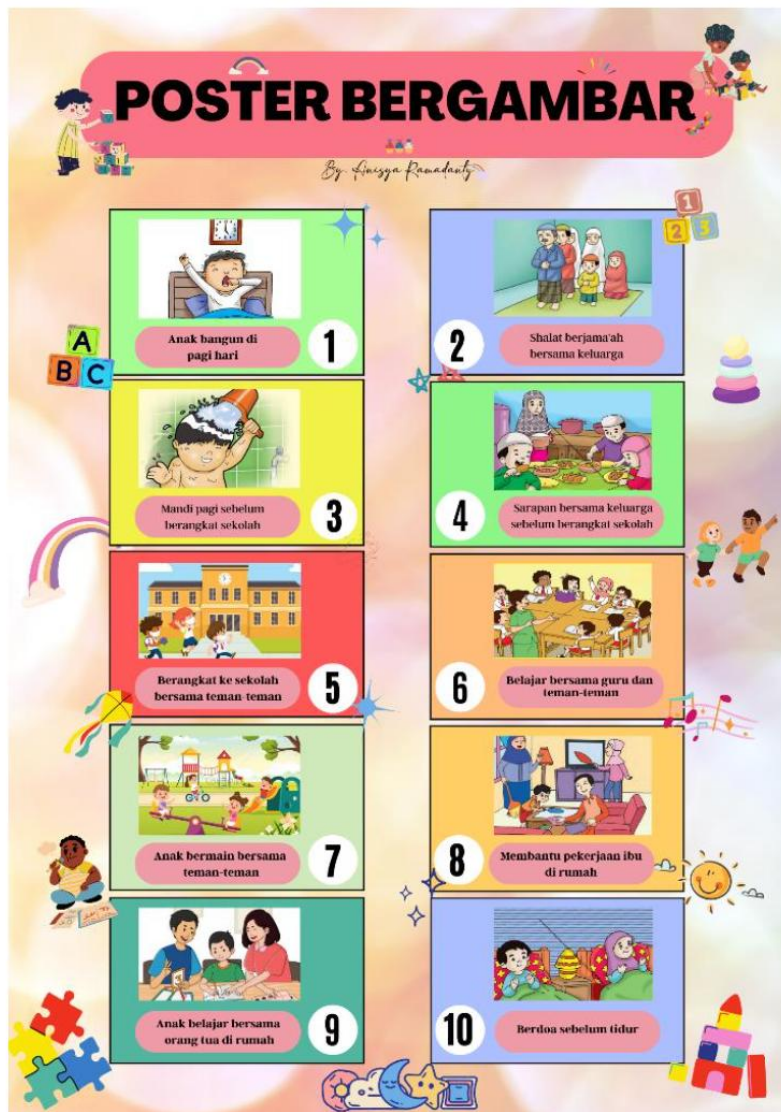 POSTER BERGAMBAR
By. Ainisya Ramadanty
Anak bangun di
pagi hari
1
2
Shalat berjama'ah
bersama keluarga
Mandi pagi sebelum
berangkat sekolah
3
4
Sarapan bersama keluarga
sebelum berangkat sekolah
Berangkat ke sekolah
bersama teman-teman
5
6
Belajar bersama guru dan
teman-teman
Anak bermain bersama
teman-teman
7
8
Membantu pekerjaan ibu
di rumah
Anak belajar bersama
orang tua di rumah
9
10
Berdoa sebelum tidur
1
2 3
A
B C